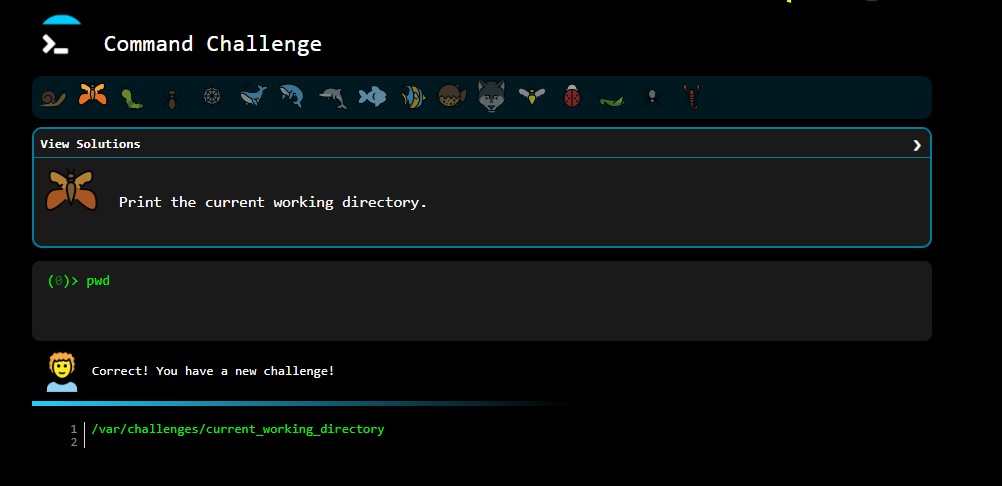 Command Challenge
View Solutions
Print the current working directory.
(0)> pwd
Correct! You have a new challenge!
1 /var/challenges/current_working_directory
2